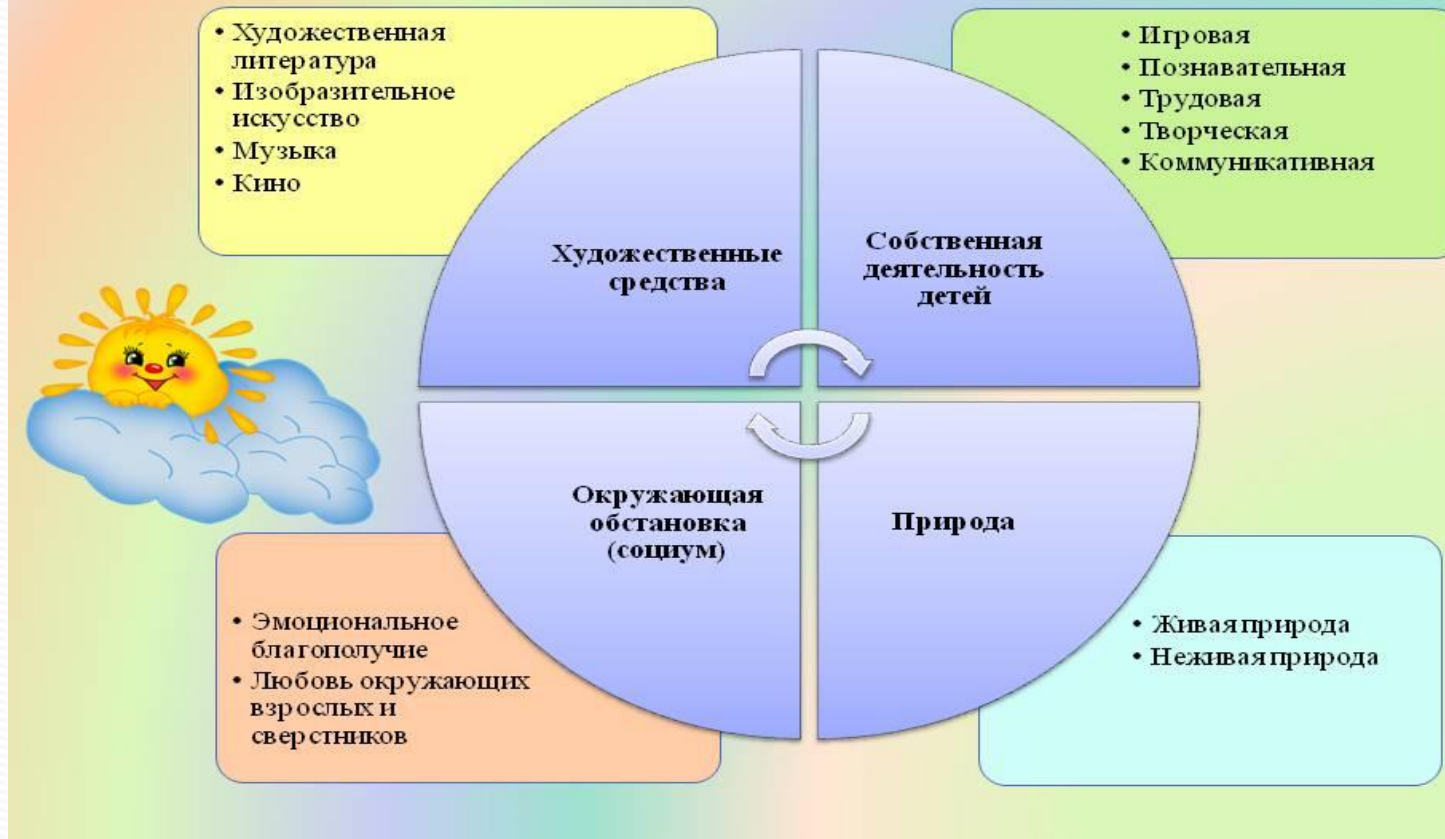 • Художественная
литература
• Изобразительное
искусство
• Музыка
• Кино
• Игровая
• Познавательная
• Трудовая
• Творческая
• Коммуникативная
Художественные
средства
Собственная
деятельность
детей
Окружающая
обстановка
(социум)
Природа
• Эмоциональное
благополучие
• Любовь окружающих
взрослых и
сверстников
• Живая природа
• Неживая природа